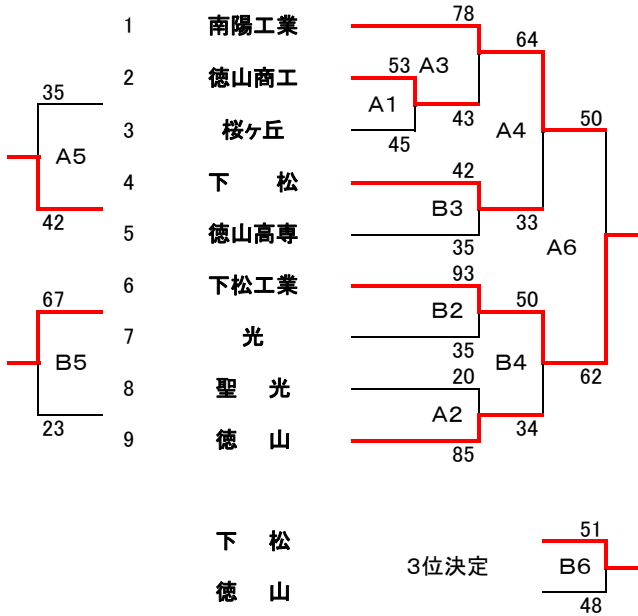 1 南陽工業 78
64
2 徳山商工 53 A3
35 A1 50
3 桜ヶ丘 45 43 A4
A5
4 下 松 42
42 B3 33
5 徳山高専 35 A6
6 下松工業 93
67 B2 50
7 光 35
B5 B4 62
8 聖 光 20
23 A2 34
9 徳 山 85
下 松 51
3位決定 B6
徳 山 48